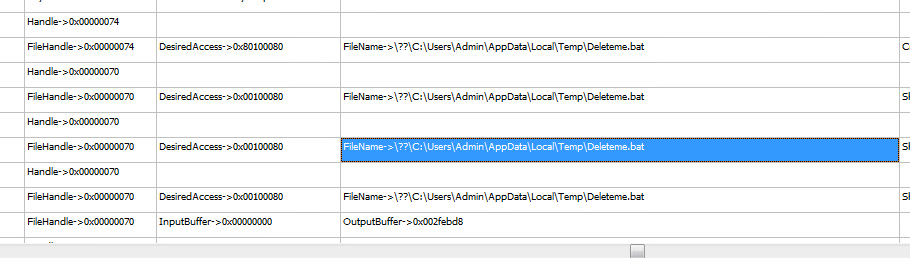 Handle->0x00000074
FileHandle->0x00000074 DesiredAccess->0x80100080 FileName->\??\C:\Users\Admin\AppData\Local\Temp\Deleteme.bat
Handle->0x00000070
FileHandle->0x00000070 DesiredAccess->0x00100080 FileName->\??\C:\Users\Admin\AppData\Local\Temp\Deleteme.bat Sh
Handle->0x00000070
FileHandle->0x00000070 DesiredAccess->0x00100080 FileName->\??\C:\Users\Admin\AppData\Local\Temp\Deleteme.bat Sh
Handle->0x00000070
FileHandle->0x00000070 DesiredAccess->0x00100080 FileName->\??\C:\Users\Admin\AppData\Local\Temp\Deleteme.bat Sh
FileHandle->0x00000070 InputBuffer->0x00000000 OutputBuffer->0x002febd8